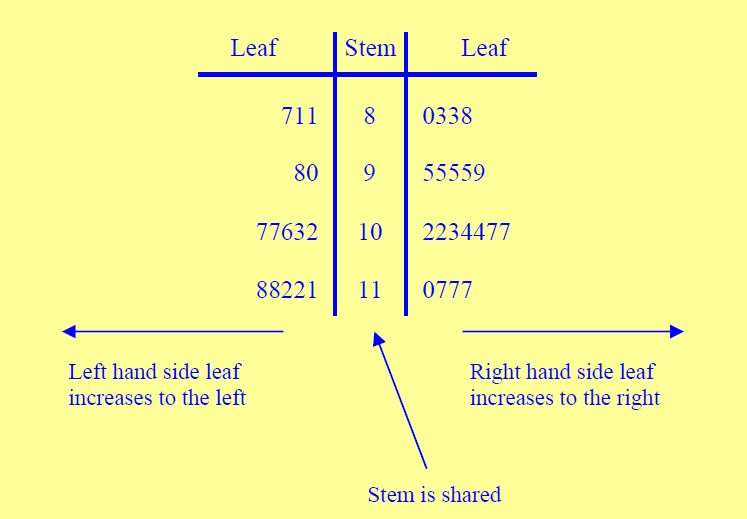 Leaf Stem Leaf
711 8 0338
80 9 55559
77632 10 2234477
88221 11 0777
Left hand side leaf
increases to the left
Right hand side leaf
increases to the right
Stem is shared